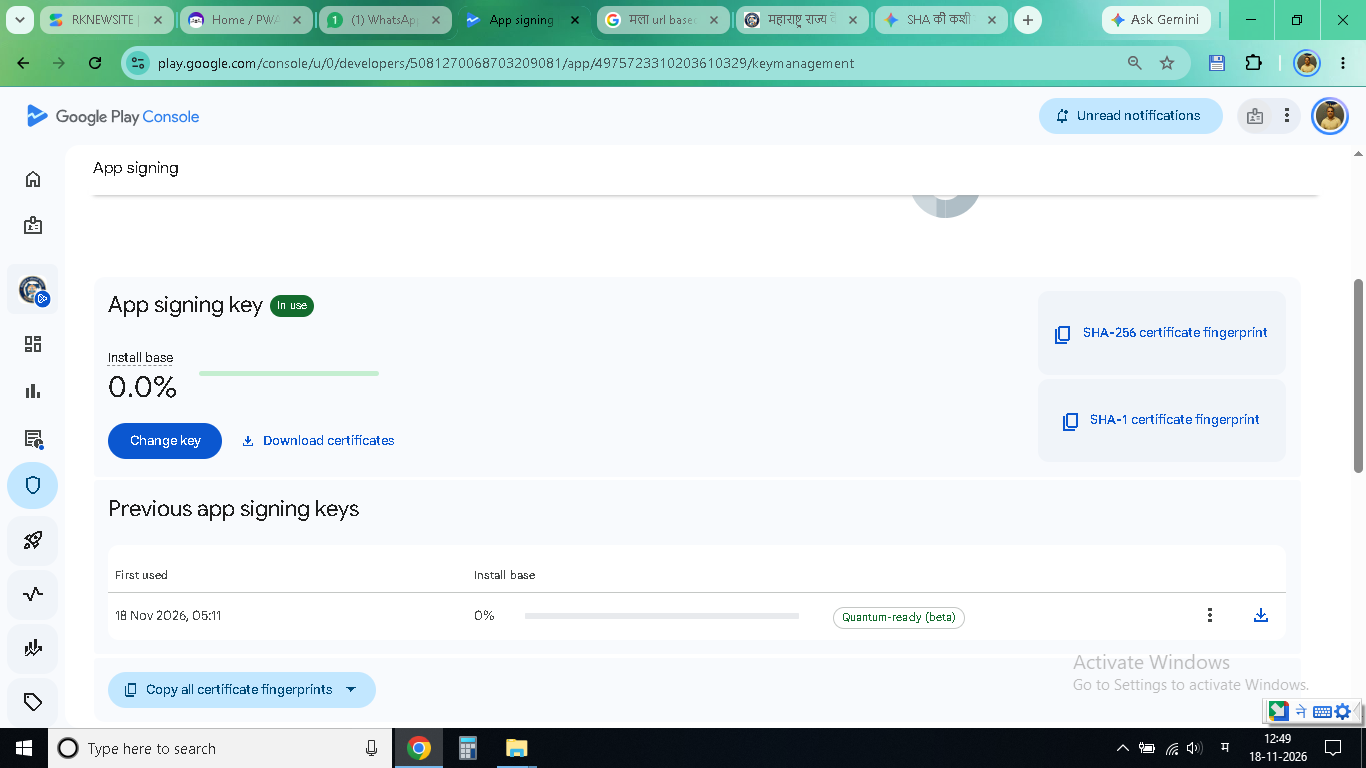 RKNEWSITE |
Home / PWA
(1) WhatsAp
App signing
मला url base
महाराष्ट्र राज्य
SHA की कशी
Ask Gemini
play.google.com/console/u/0/developers/5081270068703209081/app/4975723310203610329/keymanagement
Google Play Console
Unread notifications
App signing
App signing key
In use
Install base
0.0%
Change key
Download certificates
SHA-256 certificate fingerprint
SHA-1 certificate fingerprint
Previous app signing keys
First used
Install base
18 Nov 2026, 05:11
0%
Quantum-ready (beta)
Copy all certificate fingerprints
Activate Windows
Go to Settings to activate Windows.
Type here to search
म
12:49
18-11-2026